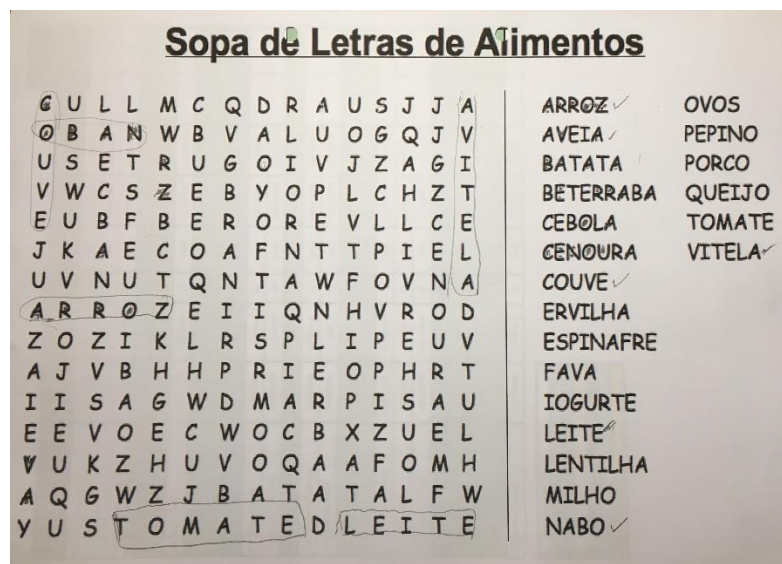 Sopa de Letras de Alimentos
C U L L M C Q D R A U S J J A
O B A N W B V A L U O G Q J V
U S E T R U G O I V J Z A G I
V W C S Z E B Y O P L C H Z T
E U B F B E R O R E V L L C E
J K A E C O A F N T T P I E L
U V N U T Q N T A W F O V N A
A R R O Z E I I Q N H V R O D
Z O Z I K L R S P L I P E U V
A J V B H H P R I E O P H R T
I I S A G W D M A R P I S A U
E E V O E C W O C B X Z U E L
V U K Z H U V O Q A A F O M H
A Q G W Z J B A T A T A L F W
Y U S T O M A T E D L E I T E
ARROZ ✓
AVEIA ✓
BATATA
BETERRABA
CEBOLA
CENOURA
COUVE ✓
ERVILHA
ESPINAFRE
FAVA
IOGURTE
LEITE ✓
LENTILHA
MILHO
NABO ✓
OVOS
PEPINO
PORCO
QUEIJO
TOMATE
VITELA ✓